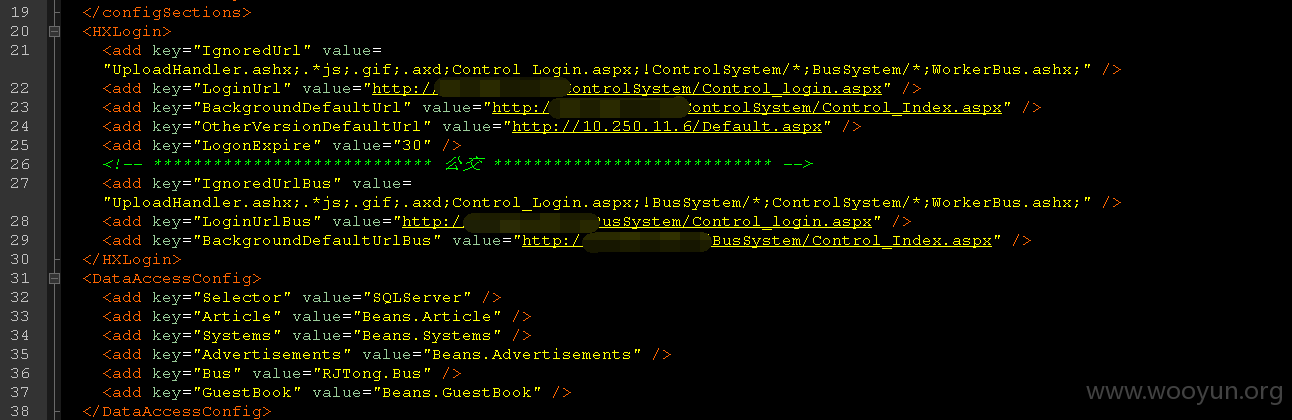 19 </configSections>
20 <HXLogin>
21 <add key="IgnoredUrl" value=
"UploadHandler.ashx;.*js;.gif;.axd;Control_Login.aspx;!ControlSystem/*;BusSystem/*;WorkerBus.ashx;" />
22 <add key="LoginUrl" value="http:/ ControlSystem/Control_login.aspx" />
23 <add key="BackgroundDefaultUrl" value="http:/ ControlSystem/Control_Index.aspx" />
24 <add key="OtherVersionDefaultUrl" value="http://10.250.11.6/Default.aspx" />
25 <add key="LogonExpire" value="30" />
26 <!-- **************************** 公交 **************************** -->
27 <add key="IgnoredUrlBus" value=
"UploadHandler.ashx;.*js;.gif;.axd;Control_Login.aspx;!BusSystem/*;ControlSystem/*;WorkerBus.ashx;" />
28 <add key="LoginUrlBus" value="http:/ BusSystem/Control_login.aspx" />
29 <add key="BackgroundDefaultUrlBus" value="http:/ BusSystem/Control_Index.aspx" />
30 </HXLogin>
31 <DataAccessConfig>
32 <add key="Selector" value="SQLServer" />
33 <add key="Article" value="Beans.Article" />
34 <add key="Systems" value="Beans.Systems" />
35 <add key="Advertisements" value="Beans.Advertisements" />
36 <add key="Bus" value="RJTong.Bus" />
37 <add key="GuestBook" value="Beans.GuestBook" />
38 </DataAccessConfig>
www.wooyun.org